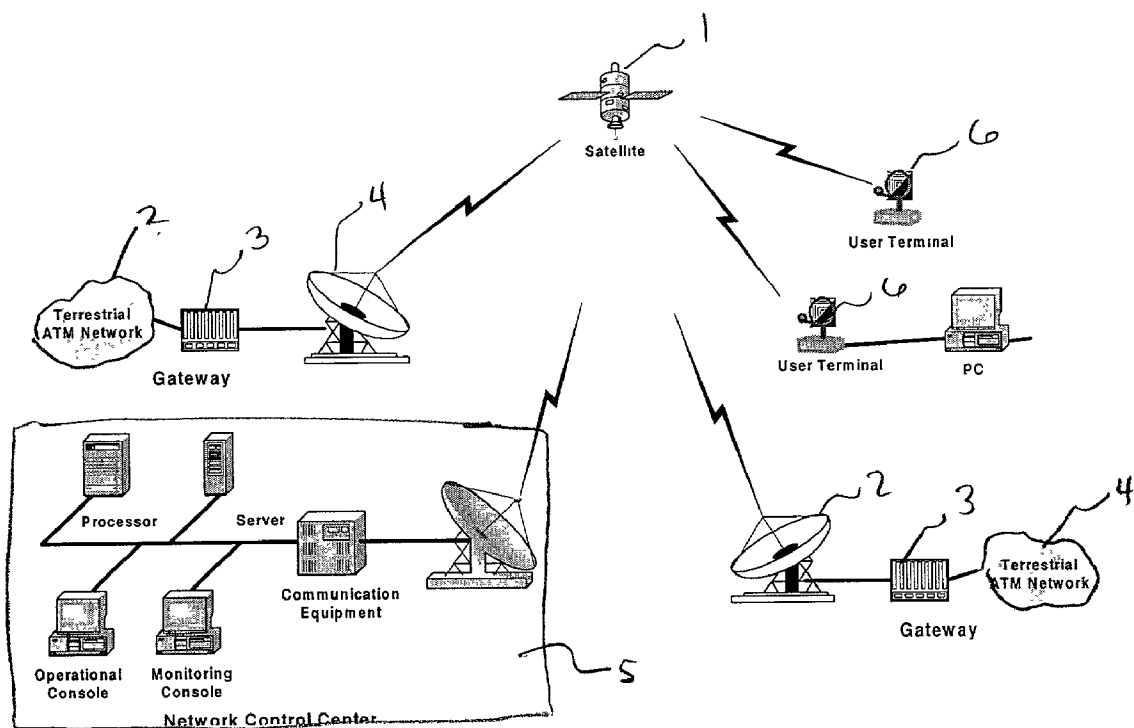 1
Satellite
6
User Terminal
6
User Terminal
PC
2
Terrestrial
ATM Network
3
Gateway
4
Processor
Server
Communication
Equipment
Operational
Console
Monitoring
Console
Network Control Center
5
2
3
Gateway
4
Terrestrial
ATM Network